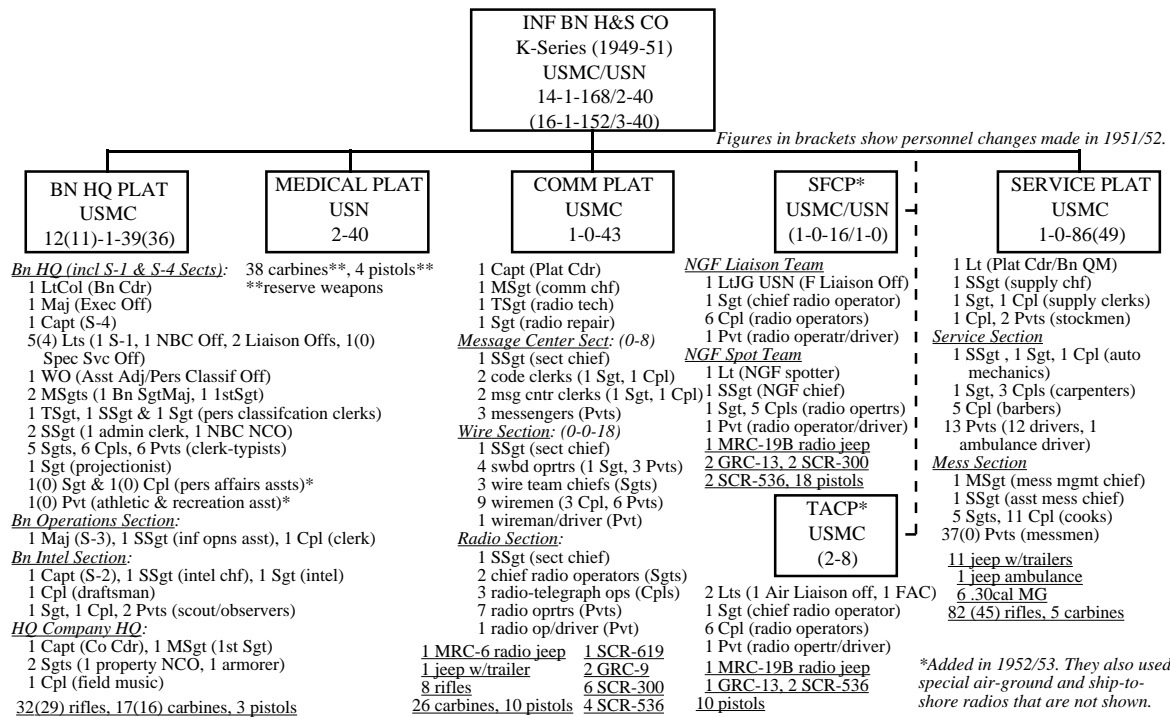 INF BN H&S CO
K-Series (1949-51)
USMC/USN
14-1-168/2-40
(16-1-152/3-40)
Figures in brackets show personnel changes made in 1951/52.
BN HQ PLAT
USMC
12(11)-1-39(36)
Bn HQ (incl S-1 & S-4 Sects):
1 LtCol (Bn Cdr)
1 Maj (Exec Off)
1 Capt (S-4)
5(4) Lts (1 S-1, 1 NBC Off, 2 Liaison Offs, 1(0)
Spec Svc Off)
1 WO (Asst Adj/Pers Classif Off)
2 MSgts (1 Bn SgtMaj, 1 1stSgt)
1 TSgt, 1 SSgt & 1 Sgt (pers classifcation clerks)
2 SSgt (1 admin clerk, 1 NBC NCO)
5 Sgts, 6 Cpls, 6 Pvts (clerk-typists)
1 Sgt (projectionist)
1(0) Sgt & 1(0) Cpl (pers affairs assts)*
1(0) Pvt (athletic & recreation asst)*
Bn Operations Section:
1 Maj (S-3), 1 SSgt (inf opns asst), 1 Cpl (clerk)
Bn Intel Section:
1 Capt (S-2), 1 SSgt (intel chf), 1 Sgt (intel)
1 Cpl (draftsman)
1 Sgt, 1 Cpl, 2 Pvts (scout/observers)
HQ Company HQ:
1 Capt (Co Cdr), 1 MSgt (1st Sgt)
2 Sgts (1 property NCO, 1 armorer)
1 Cpl (field music)
32(29) rifles, 17(16) carbines, 3 pistols
MEDICAL PLAT
USN
2-40
38 carbines**, 4 pistols**
**reserve weapons
COMM PLAT
USMC
1-0-43
1 Capt (Plat Cdr)
1 MSgt (comm chf)
1 TSgt (radio tech)
1 Sgt (radio repair)
Message Center Sect: (0-8)
1 SSgt (sect chief)
2 code clerks (1 Sgt, 1 Cpl)
2 msg cntr clerks (1 Sgt, 1 Cpl)
3 messengers (Pvts)
Wire Section: (0-0-18)
1 SSgt (sect chief)
4 swbd oprtrs (1 Sgt, 3 Pvts)
3 wire team chiefs (Sgts)
9 wiremen (3 Cpl, 6 Pvts)
1 wireman/driver (Pvt)
Radio Section:
1 SSgt (sect chief)
2 chief radio operators (Sgts)
3 radio-telegraph ops (Cpls)
7 radio oprtrs (Pvts)
1 radio op/driver (Pvt)
1 MRC-6 radio jeep
1 jeep w/trailer
8 rifles
26 carbines, 10 pistols
1 SCR-619
2 GRC-9
6 SCR-300
4 SCR-536
SFCP*
USMC/USN
(1-0-16/1-0)
NGF Liaison Team
1 LtJG USN (F Liaison Off)
1 Sgt (chief radio operator)
6 Cpl (radio operators)
1 Pvt (radio operatr/driver)
NGF Spot Team
1 Lt (NGF spotter)
1 SSgt (NGF chief)
1 Sgt, 5 Cpls (radio opertrs)
1 Pvt (radio operator/driver)
1 MRC-19B radio jeep
2 GRC-13, 2 SCR-300
2 SCR-536, 18 pistols
TACP*
USMC
(2-8)
2 Lts (1 Air Liaison off, 1 FAC)
1 Sgt (chief radio operator)
6 Cpl (radio operators)
1 Pvt (radio opertr/driver)
1 MRC-19B radio jeep
1 GRC-13, 2 SCR-536
10 pistols
SERVICE PLAT
USMC
1-0-86(49)
1 Lt (Plat Cdr/Bn QM)
1 SSgt (supply chf)
1 Sgt, 1 Cpl (supply clerks)
1 Cpl, 2 Pvts (stockmen)
Service Section
1 SSgt , 1 Sgt, 1 Cpl (auto
mechanics)
1 Sgt, 3 Cpls (carpenters)
5 Cpl (barbers)
13 Pvts (12 drivers, 1
ambulance driver)
Mess Section
1 MSgt (mess mgmt chief)
1 SSgt (asst mess chief)
5 Sgts, 11 Cpl (cooks)
37(0) Pvts (messmen)
11 jeep w/trailers
1 jeep ambulance
6 .30cal MG
82 (45) rifles, 5 carbines
*Added in 1952/53. They also used
special air-ground and ship-to-
shore radios that are not shown.